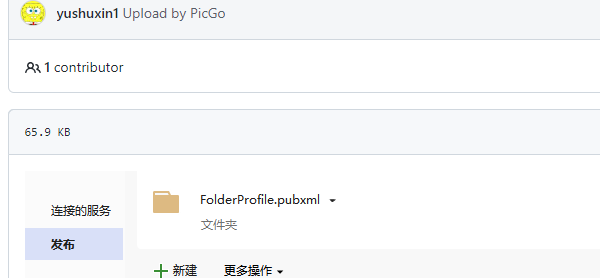 yushuxin1 Upload by PicGo
1 contributor
65.9 KB
连接的服务
发布
FolderProfile.pubxml
文件夹
新建 更多操作